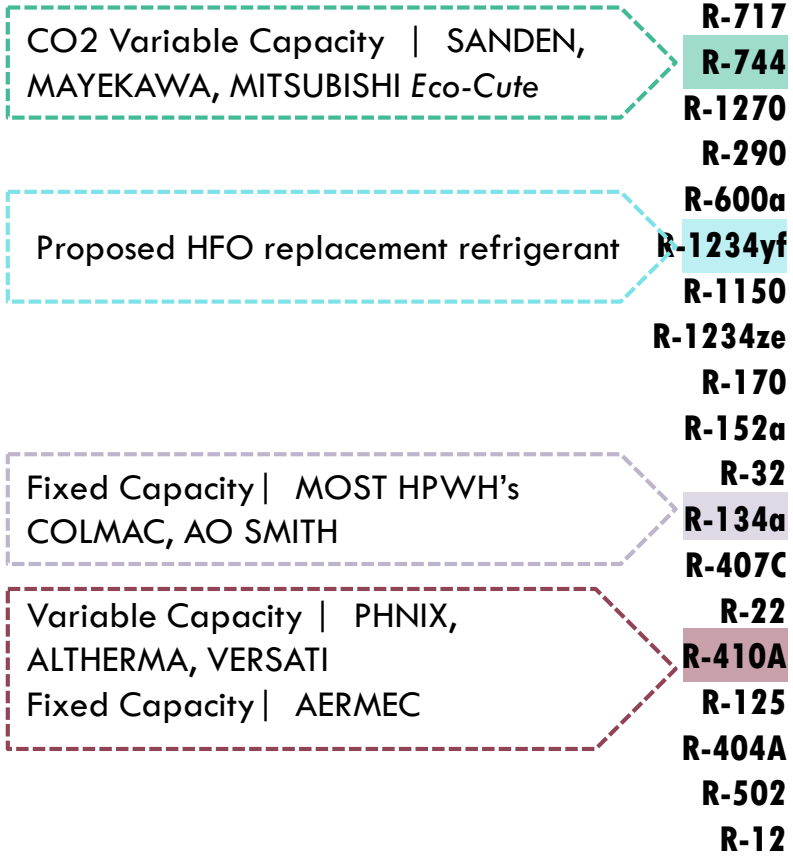 R-717
CO2 Variable Capacity | SANDEN,
MAYEKAWA, MITSUBISHI Eco-Cute
R-744
R-1270
R-290
R-600a
Proposed HFO replacement refrigerant
R-1234yf
R-1150
R-1234ze
R-170
R-152a
R-32
Fixed Capacity| MOST HPWH's
COLMAC, AO SMITH
R-134a
R-407C
R-22
Variable Capacity | PHNIX,
ALTHERMA, VERSATI
Fixed Capacity| AERMEC
R-410A
R-125
R-404A
R-502
R-12